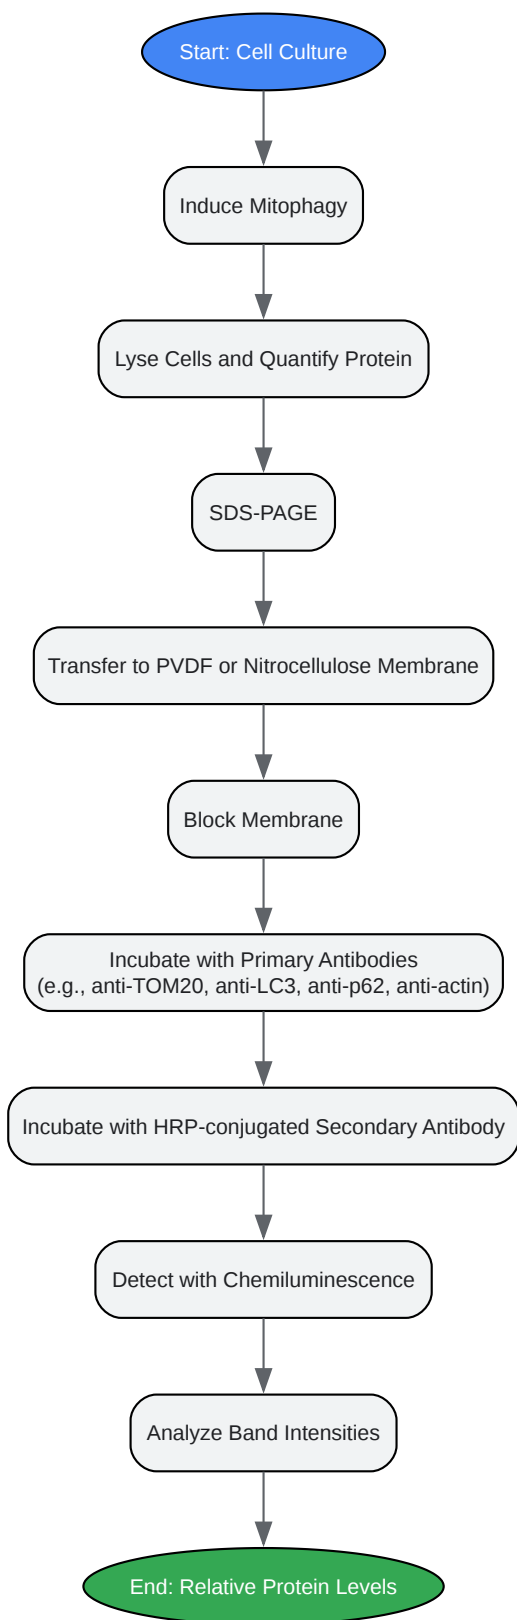 Start: Cell Culture
Induce Mitophagy
Lyse Cells and Quantify Protein
SDS-PAGE
Transfer to PVDF or Nitrocellulose Membrane
Block Membrane
Incubate with Primary Antibodies
(e.g., anti-TOM20, anti-LC3, anti-p62, anti-actin)
Incubate with HRP-conjugated Secondary Antibody
Detect with Chemiluminescence
Analyze Band Intensities
End: Relative Protein Levels